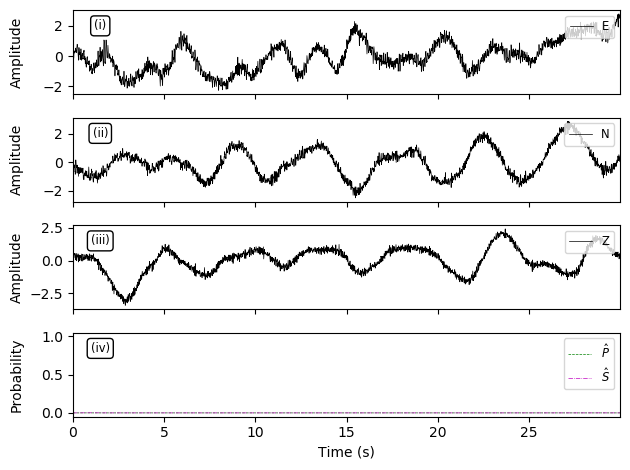 (i)
E
Amplitude
2
0
−2
(ii)
N
Amplitude
2
0
−2
(iii)
Z
Amplitude
2.5
0.0
−2.5
(iv)
P̂
Ŝ
Probability
1.0
0.5
0.0
0 5 10 15 20 25
Time (s)